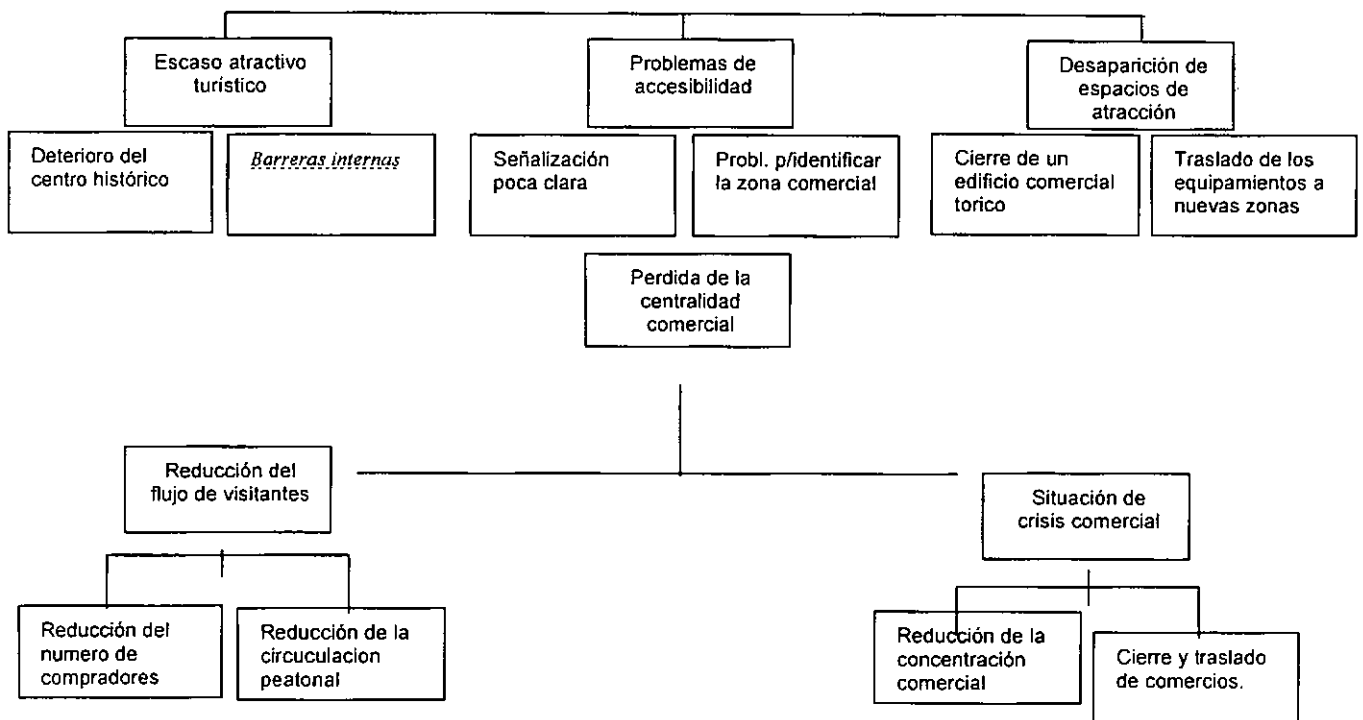 Escaso atractivo
turístico
Problemas de
accesibilidad
Desaparición de
espacios de
atracción
Deterioro del
centro histórico
Barreras internas
Señalización
poca clara
Probl. p/identificar
la zona comercial
Cierre de un
edificio comercial
torico
Traslado de los
equipamientos a
nuevas zonas
Perdida de la
centralidad
comercial
Reducción del
flujo de visitantes
Situación de
crisis comercial
Reducción del
numero de
compradores
Reducción de la
circuculacion
peatonal
Reducción de la
concentración
comercial
Cierre y traslado
de comercios.